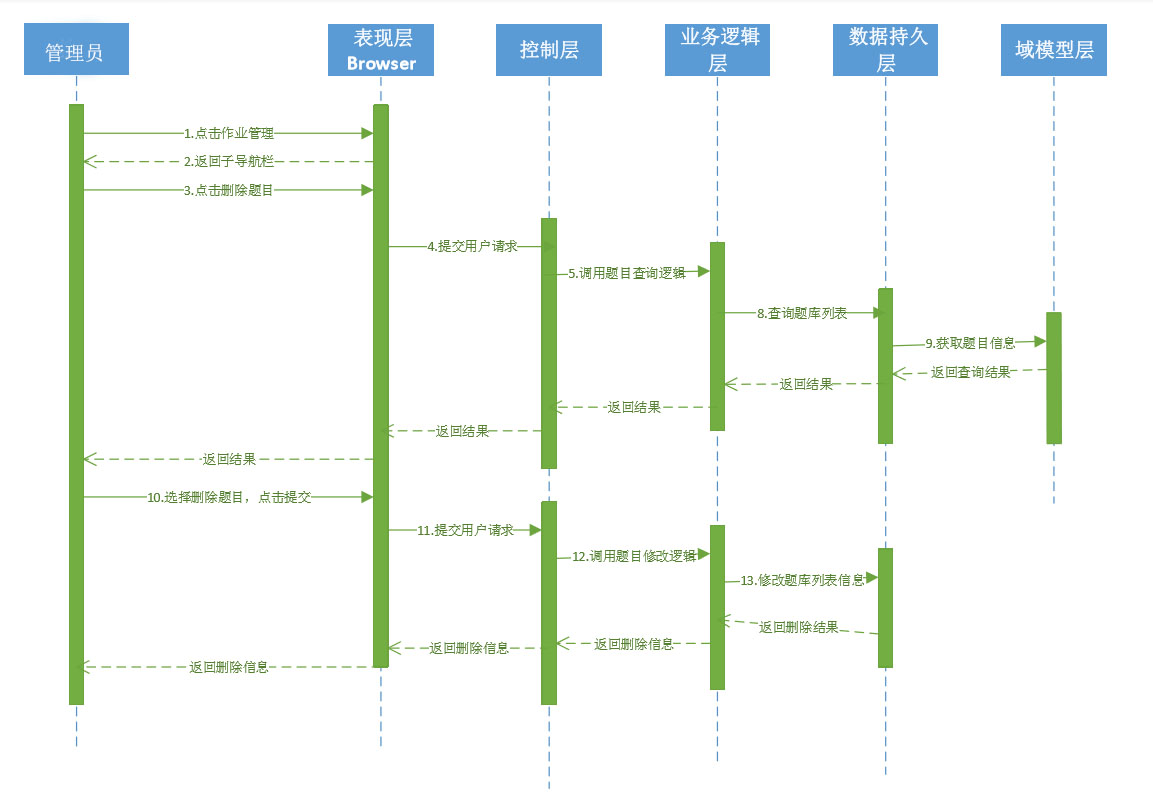 管理员
表现层
Browser
控制层
业务逻辑
层
数据持久
层
域模型层
1.点击作业管理
2.返回子导航栏
3.点击删除题目
4.提交用户请求
5.调用题目查询逻辑
8.查询题库列表
9.获取题目信息
返回查询结果
返回结果
返回结果
返回结果
返回结果
10.选择删除题目，点击提交
11.提交用户请求
12.调用题目修改逻辑
13.修改题库列表信息
返回删除结果
返回删除信息
返回删除信息
返回删除信息